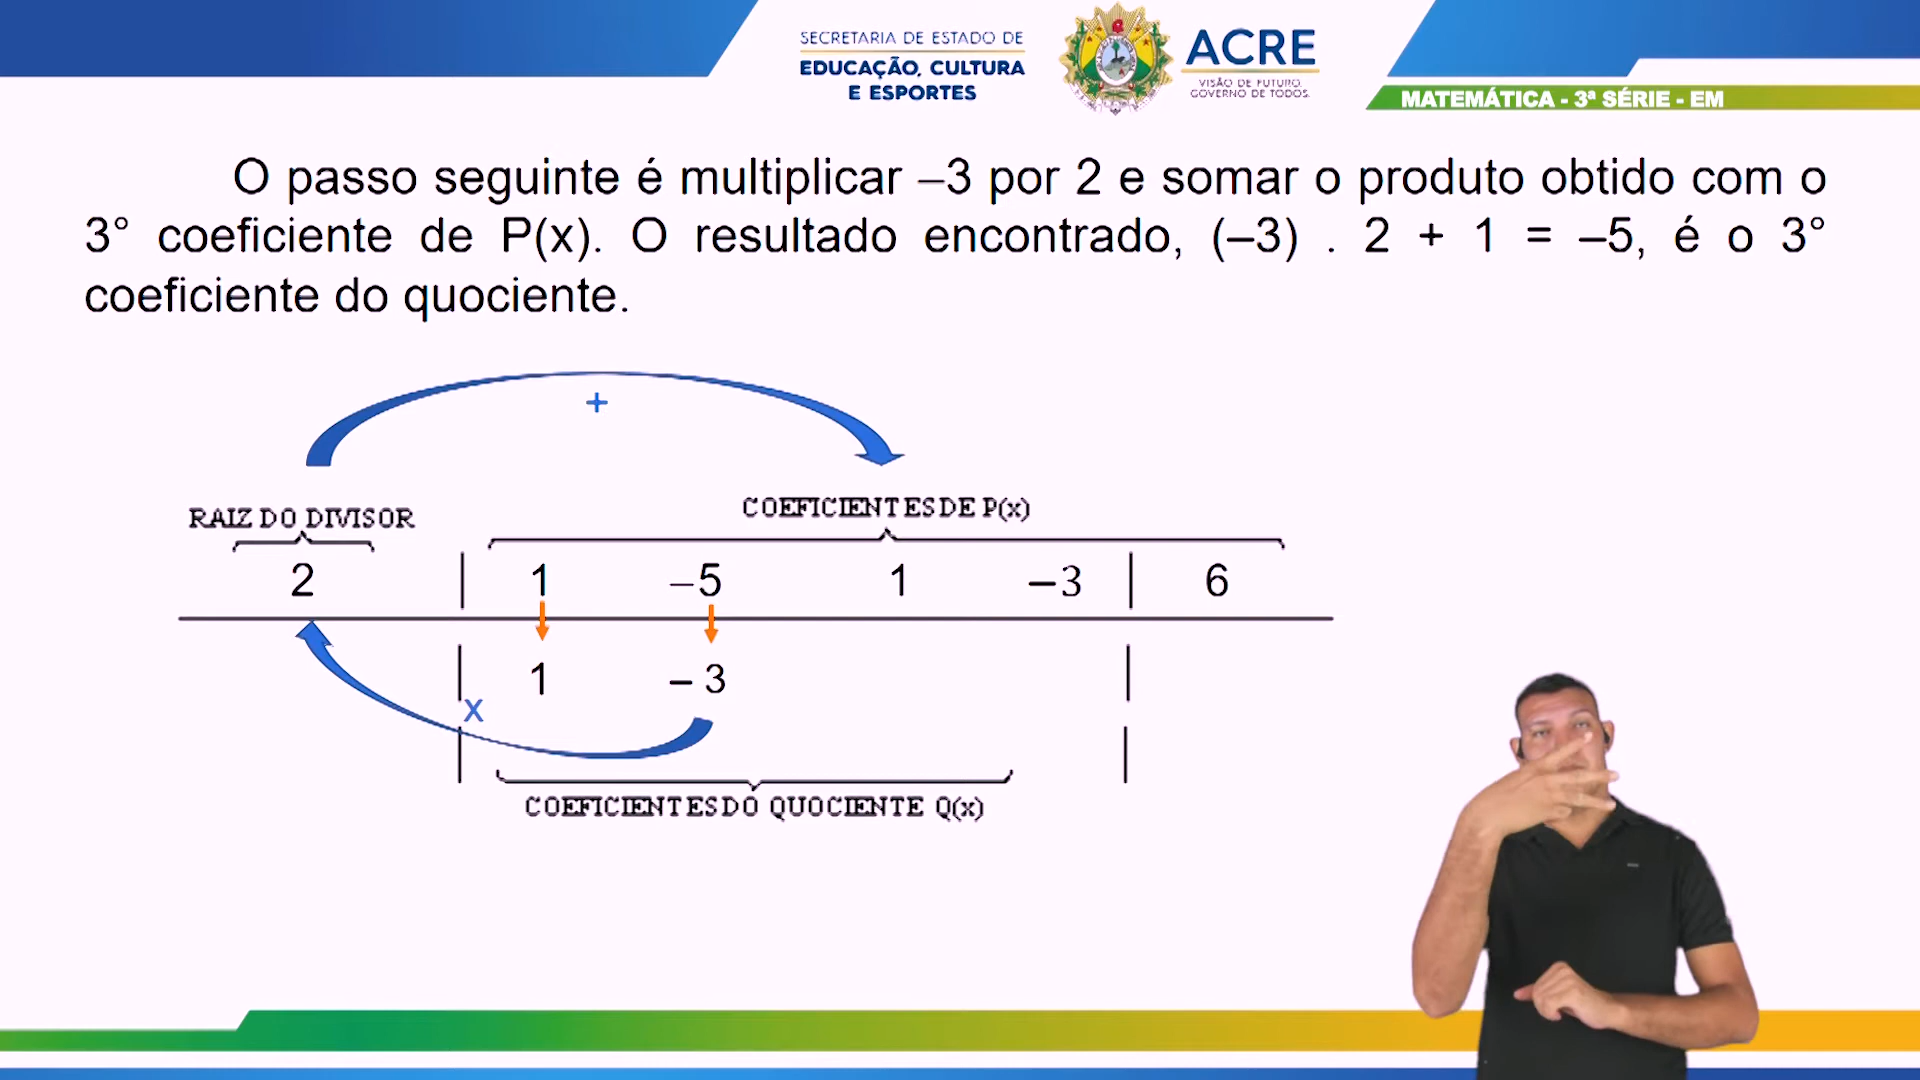 SECRETARIA DE ESTADO DE
EDUCAÇÃO, CULTURA
E ESPORTES
ACRE
VISÃO DE FUTURO.
GOVERNO DE TODOS.
MATEMÁTICA - 3ª SÉRIE - EM
O passo seguinte é multiplicar –3 por 2 e somar o produto obtido com o
3° coeficiente de P(x). O resultado encontrado, (–3) . 2 + 1 = –5, é o 3°
coeficiente do quociente.
+
RAIZ DO DIVISOR
COEFICIENTES DE P(x)
2 | 1 –5 1 –3 | 6
| 1 – 3 |
x
COEFICIENTES DO QUOCIENTE Q(x)